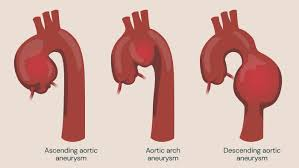 Ascending aortic
aneurysm
Aortic arch
aneurysm
Descending aortic
aneurysm